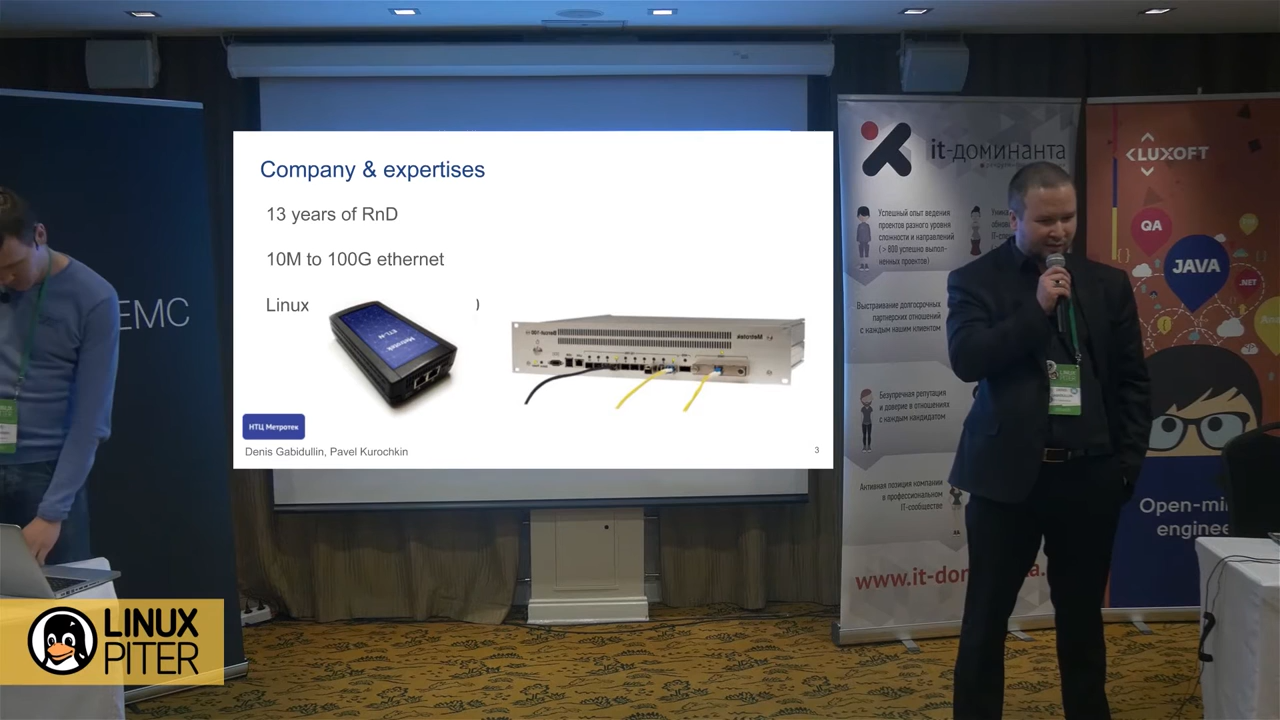 Company & expertises
13 years of RnD
10M to 100G ethernet
Linux
)
НТЦ Метротек
Denis Gabidullin, Pavel Kurochkin
3
EMC
LINUX
PITER
it-доминанта
Успешный опыт ведения
проектов разного уровня
сложности и направлений
( > 800 успешно выпол-
ненных проектов)
Выстраивание долгосрочных
партнерских отношений
с каждым нашим клиентом
Безупречная репутация
и доверие в отношениях
с каждым кандидатом
Активная позиция компании
в профессиональном
IT-сообществе
www.it-dom
LUXOFT
QA
JAVA
.NET
Open-mi
enginee